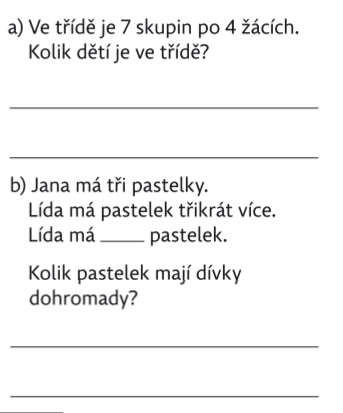 a) Ve třídě je 7 skupin po 4 žácích.
Kolik dětí je ve třídě?
b) Jana má tři pastelky.
Lída má pastelek třikrát více.
Lída má _____ pastelek.
Kolik pastelek mají dívky
dohromady?